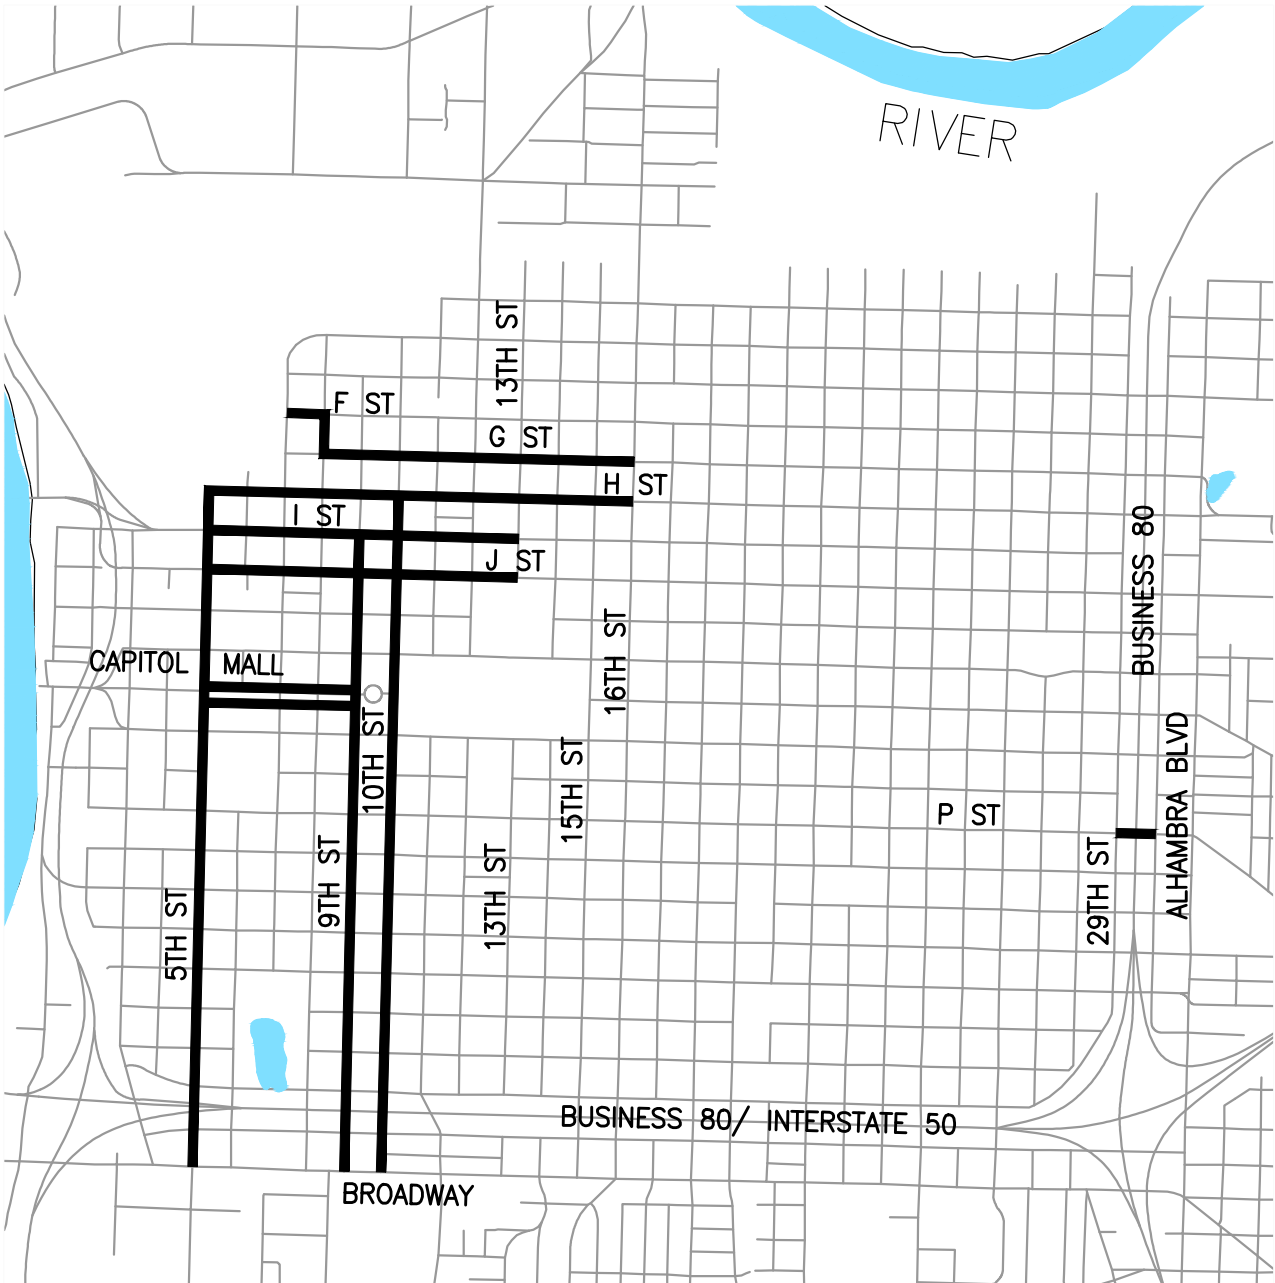 RIVER
13TH ST
F ST
G ST
H ST
I ST
J ST
BUSINESS 80
16TH ST
CAPITOL MALL
10TH ST
15TH ST
ALHAMBRA BLVD
P ST
9TH ST
13TH ST
29TH ST
5TH ST
BUSINESS 80/ INTERSTATE 50
BROADWAY